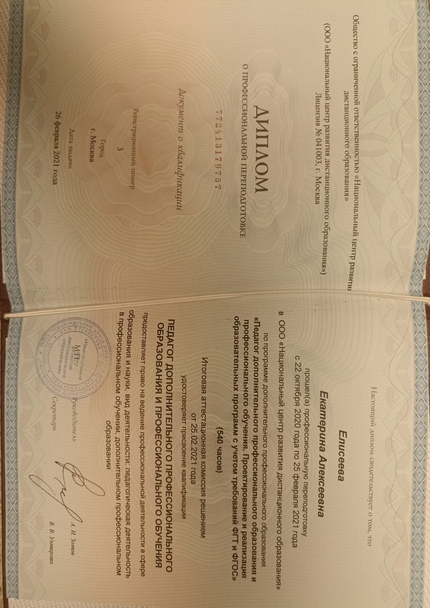 Общество с ограниченной ответственностью «Национальный центр развития
дистанционного образования»
(ООО «Национальный центр развития дистанционного образования»)
Лицензия № 041003, г. Москва
ДИПЛОМ
О ПРОФЕССИОНАЛЬНОЙ ПЕРЕПОДГОТОВКЕ
772413179757
Документ о квалификации
Регистрационный номер
3
Город
г. Москва
Дата выдачи
26 февраля 2021 года
Настоящий диплом свидетельствует о том, что
Елисеева
Екатерина Алексеевна
прошел(а) профессиональную переподготовку
с 22 октября 2020 года по 25 февраля 2021 года
в ООО «Национальный центр развития дистанционного образования»
по программе дополнительного профессионального образования
«Педагог дополнительного профессионального образования и
профессионального обучения. Проектирование и реализация
образовательных программ с учетом требований ФГТ и ФГОС»
(540 часов)
Итоговая аттестационная комиссия решением
от 25.02.2021 года
удостоверяет присвоение квалификации
ПЕДАГОГ ДОПОЛНИТЕЛЬНОГО ПРОФЕССИОНАЛЬНОГО
ОБРАЗОВАНИЯ И ПРОФЕССИОНАЛЬНОГО ОБУЧЕНИЯ
предоставляет право на ведение профессиональной деятельности в сфере
образования и науки, вид деятельности: педагогическая деятельность
в профессиональном обучении, дополнительном профессиональном
образовании
М.П.
Руководитель
Секретарь